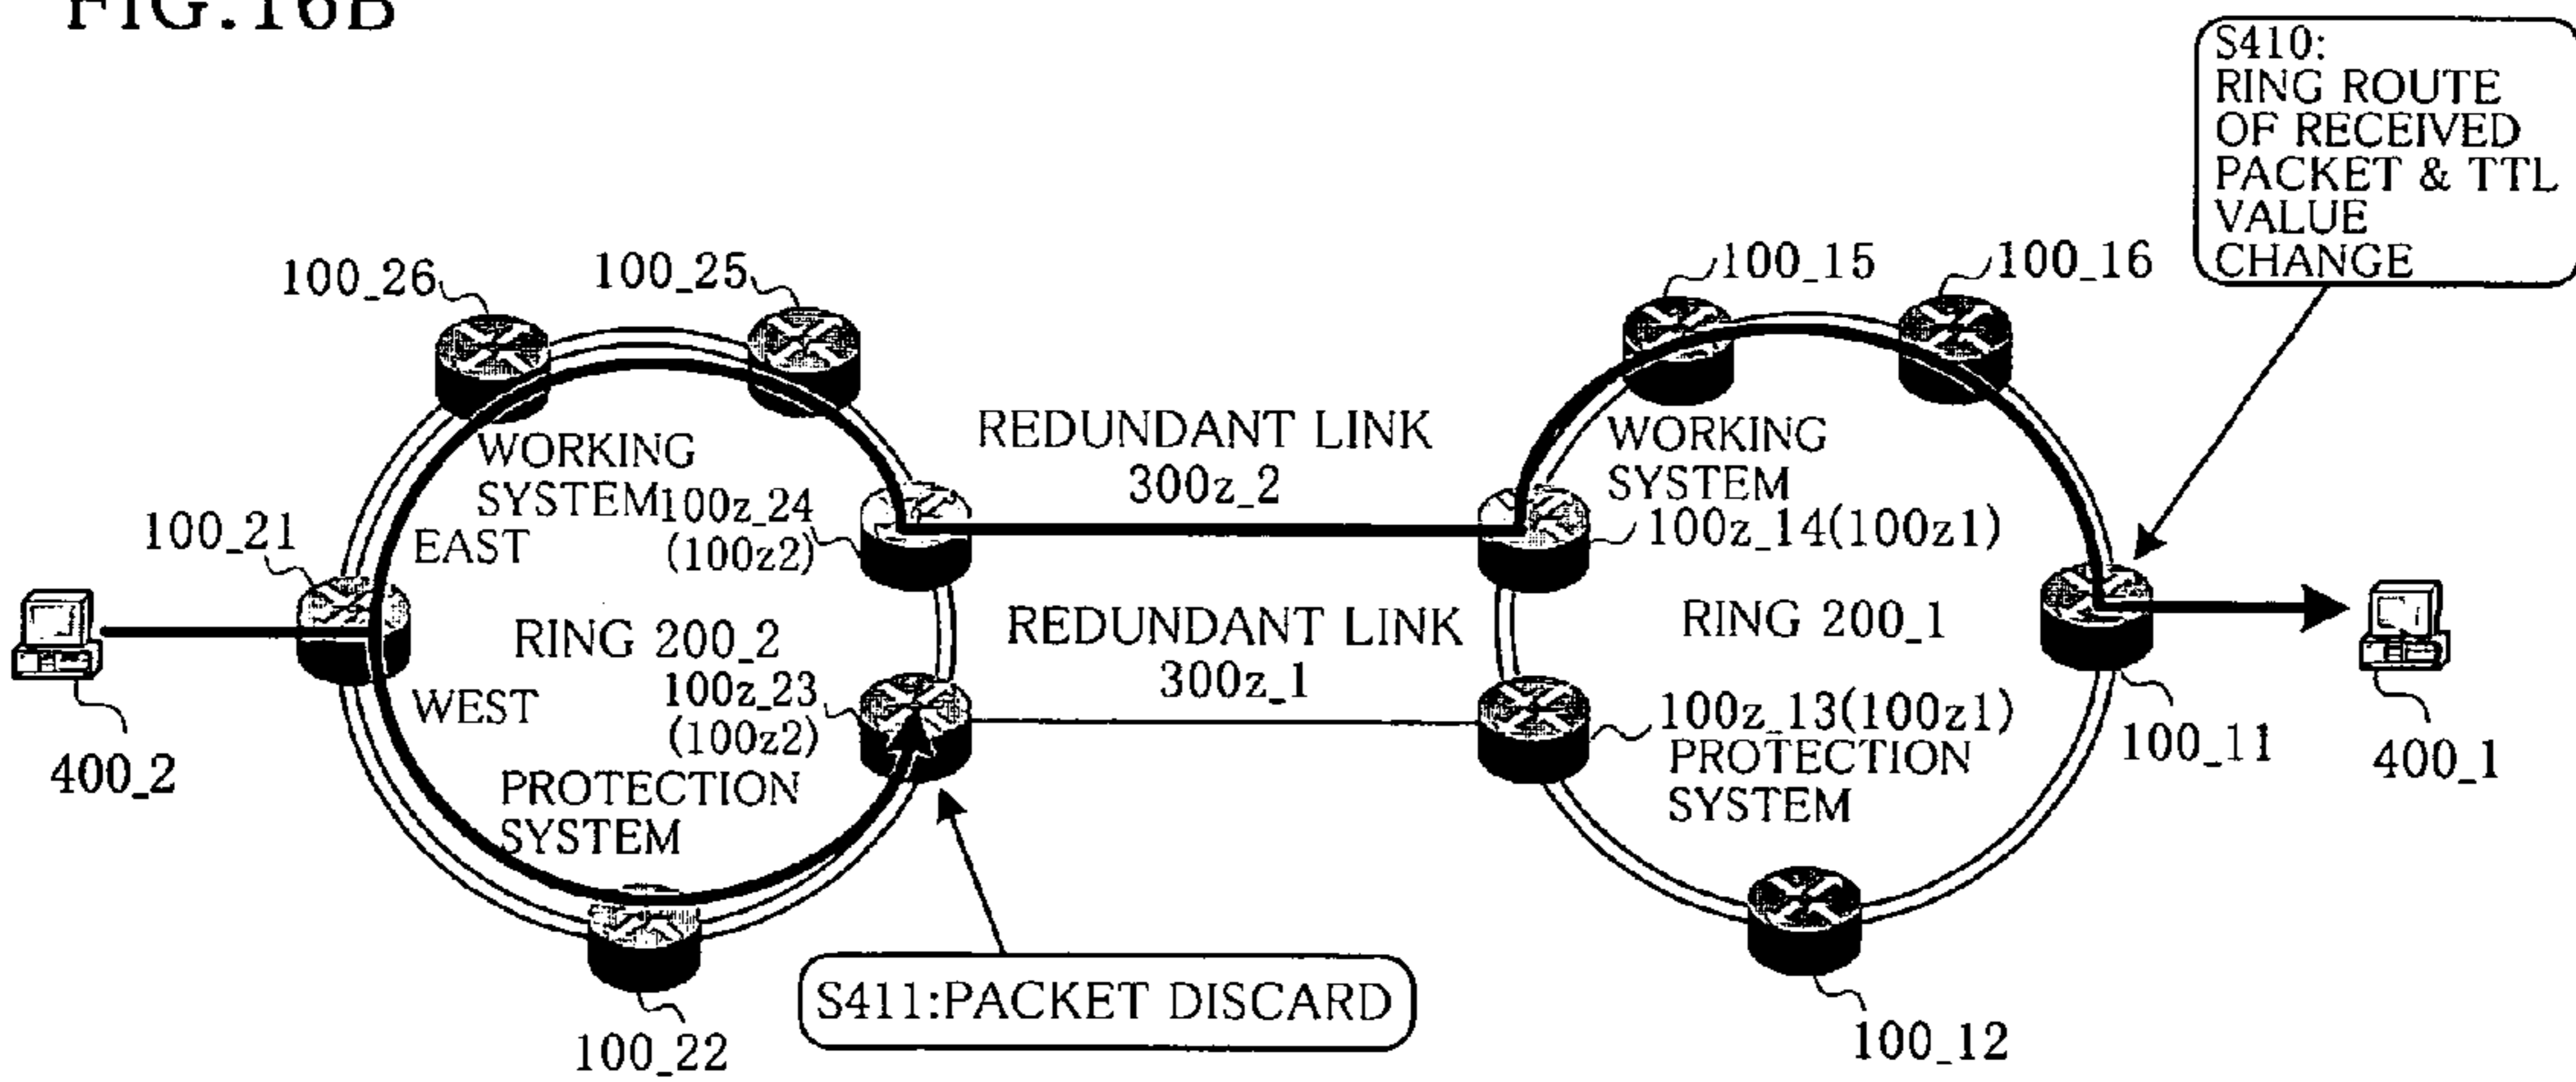 FIG.16B
S410:
RING ROUTE
OF RECEIVED
PACKET & TTL
VALUE
CHANGE
100_26
100_25
100_15
100_16
REDUNDANT LINK
300z_2
WORKING
SYSTEM
100z_24
(100z2)
EAST
100_21
WORKING
SYSTEM
100z_14(100z1)
RING 200_2
REDUNDANT LINK
300z_1
RING 200_1
WEST
100z_23
(100z2)
100z_13(100z1)
PROTECTION
SYSTEM
100_11
400_2
400_1
PROTECTION
SYSTEM
S411:PACKET DISCARD
100_22
100_12